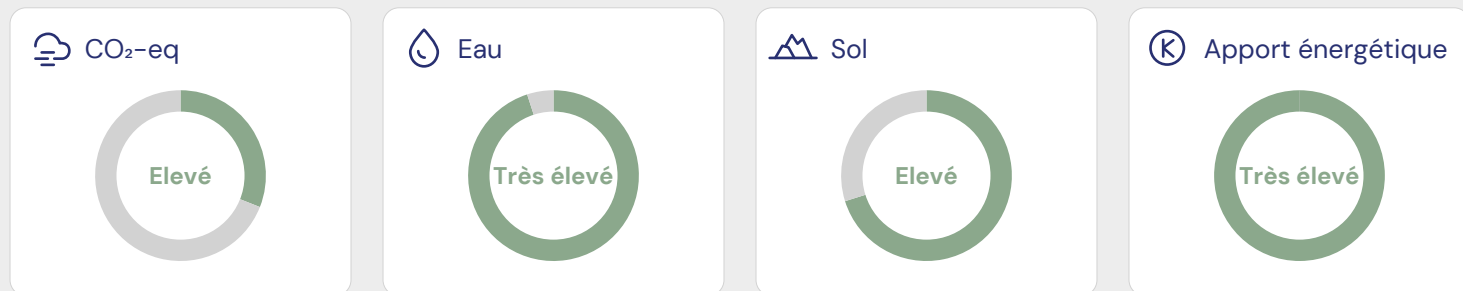 CO₂-eq
Elevé
Eau
Très élevé
Sol
Elevé
Apport énergétique
Très élevé